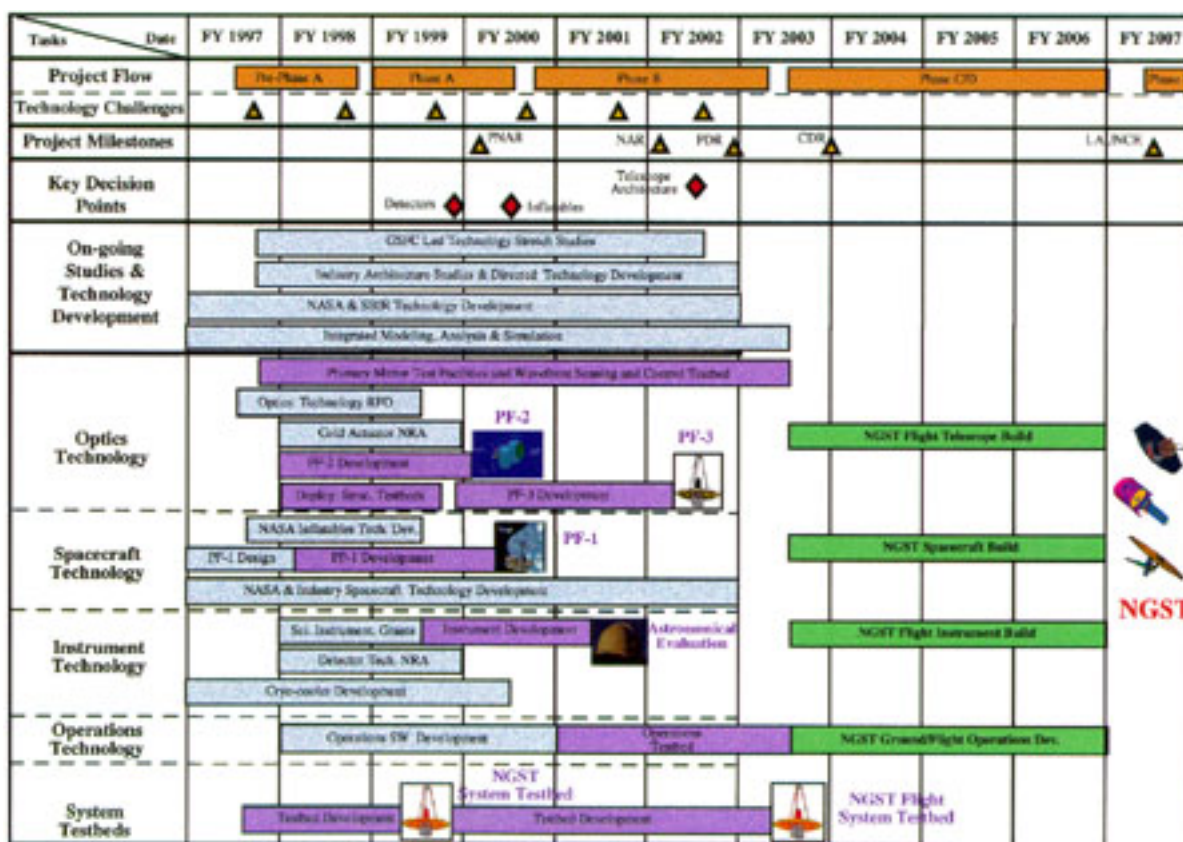 Tasks Date FY 1997 FY 1998 FY 1999 FY 2000 FY 2001 FY 2002 FY 2003 FY 2004 FY 2005 FY 2006 FY 2007
Project Flow Pre-Phase A Phase A Phase B Phase C/D Phase
Technology Challenges
Project Milestones PNAR NAR PDR CDR LAUNCH
Key Decision
Points
Detectors
Inflatables
Telescope
Architecture
On-going
Studies &
Technology
Development
GSFC Led Technology Stretch Studies
Industry Architecture Studies & Directed Technology Development
NASA & SBIR Technology Development
Integrated Modeling, Analysis & Simulation
Optics
Technology
Primary Mirror Test Facilities and Wavefront Sensing and Control Testbed
Optics Technology
PF-2
PF-3
Actuator NRA
NGST Flight Telescope Build
PF-2 Development
Testbeds
PF-3 Development
Spacecraft
Technology
NASA Inflatables Tech. Dev.
PF-1
PF-1 Design
PF-1 Development
NGST Spacecraft Build
NASA & Industry Spacecraft Technology Development
NGST
Instrument
Technology
Sci. Instrument
Instrument Development
Astronomical
Evaluation
NGST Flight Instrument Build
Detector Tech. NRA
Cryo-cooler Development
Operations
Technology
Operations SW. Development
Operations
Testbed
NGST Ground/Flight Operations Dev.
System
Testbeds
NGST
System Testbed
Testbed Development
Testbed Development
NGST Flight
System Testbed